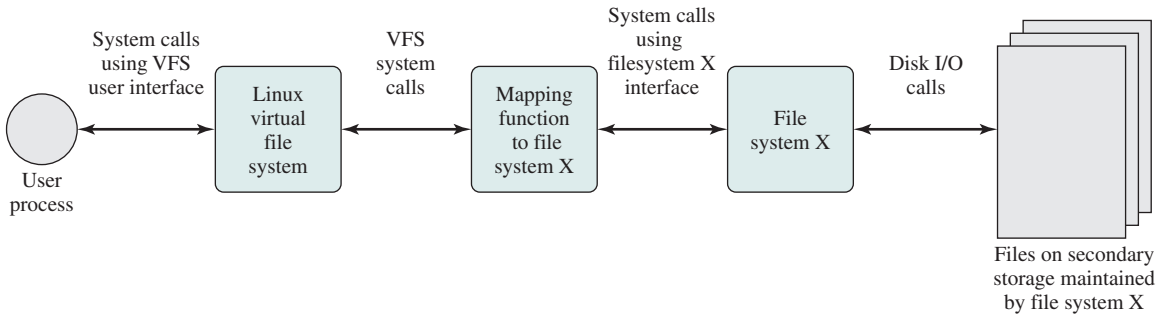 System calls
using VFS
user interface
VFS
system
calls
System calls
using
filesystem X
interface
Disk I/O
calls
User
process
Linux
virtual
file
system
Mapping
function
to file
system X
File
system X
Files on secondary
storage maintained
by file system X